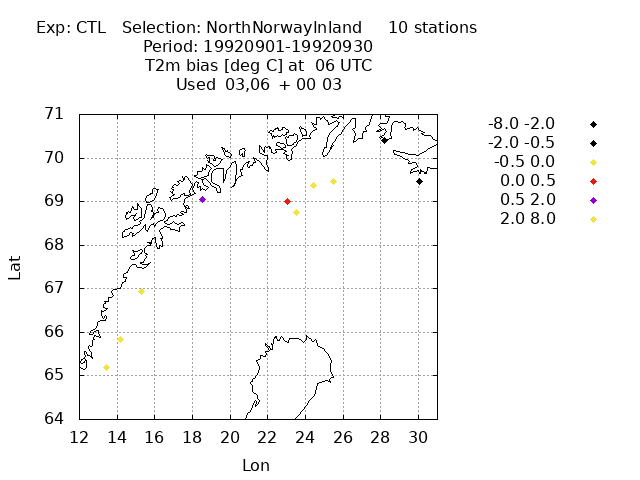 Exp: CTL   Selection: NorthNorwayInland     10 stations
Period: 19920901-19920930
T2m bias [deg C] at  06 UTC
Used  03,06  + 00 03
-8.0 -2.0
-2.0 -0.5
-0.5 0.0
0.0 0.5
0.5 2.0
2.0 8.0
71
70
69
68
67
66
65
64
Lat
12 14 16 18 20 22 24 26 28 30
Lon